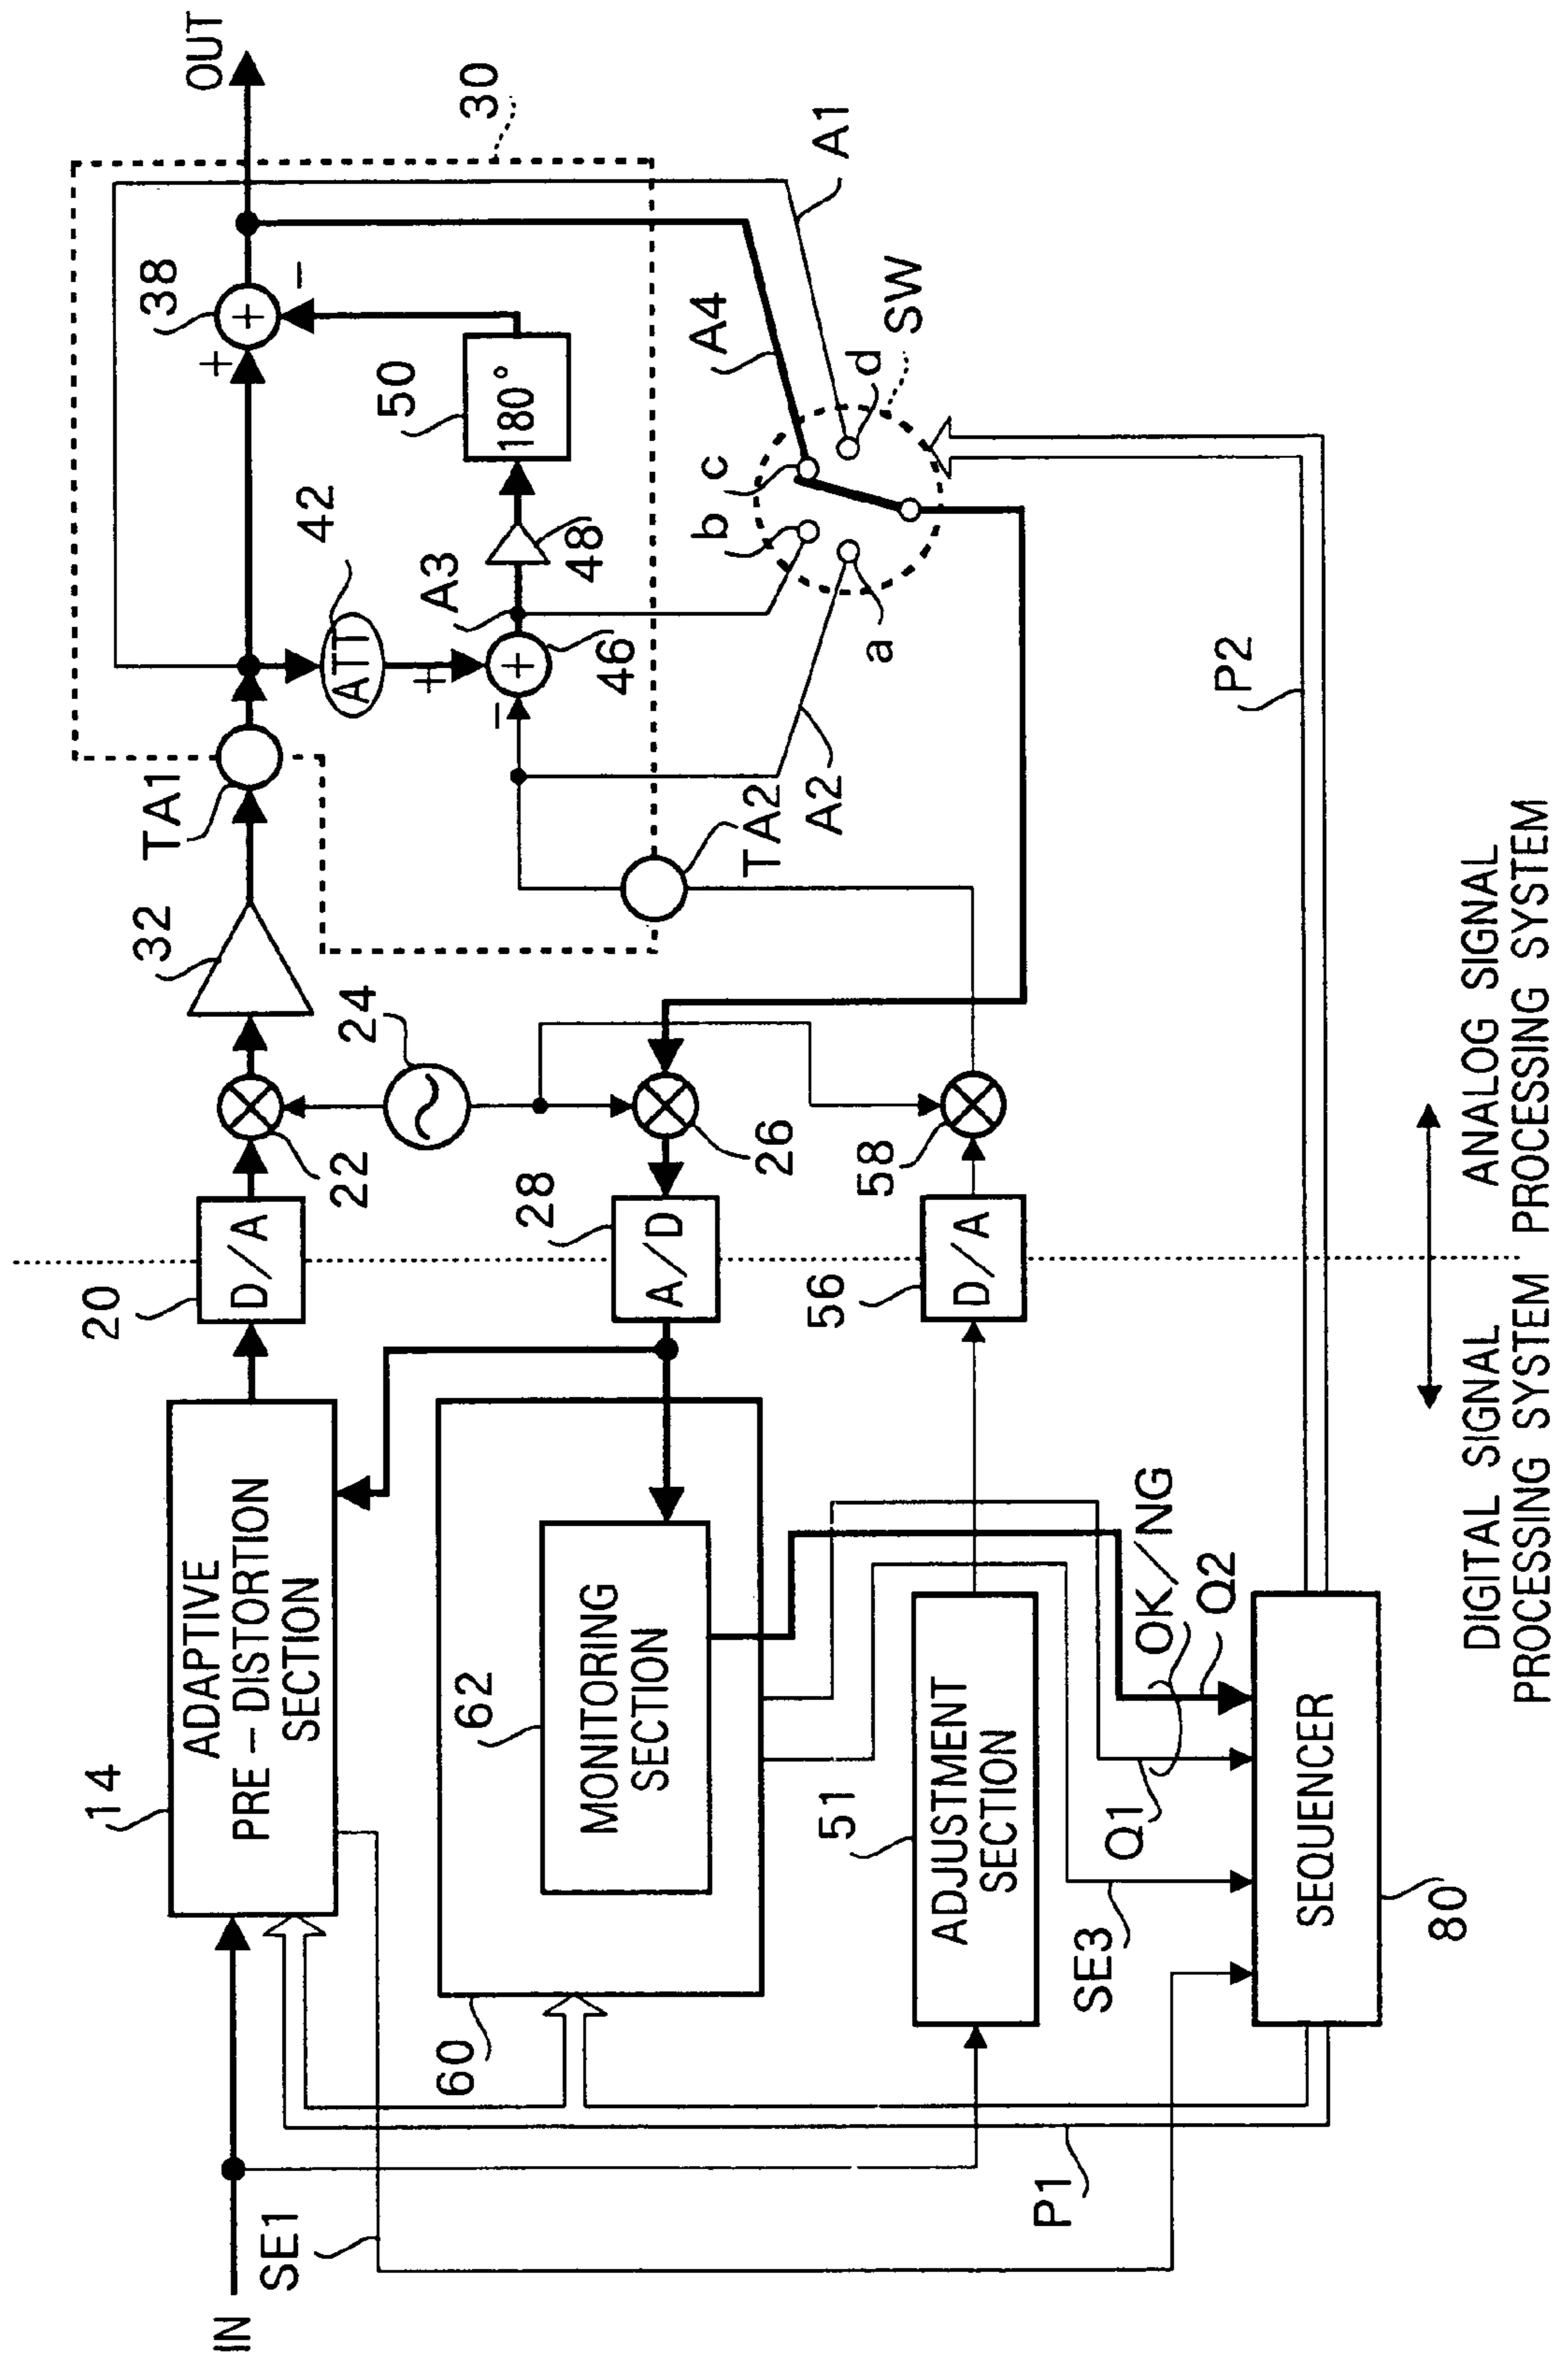 IN
SE1
14
ADAPTIVE
PRE-DISTORTION
SECTION
20
D/A
22
24
32
TA1
42
ATT
+
38
+
−
OUT
30
50
180°
48
A3
46
+
+
−
A4
A1
SW
a
b
c
d
A2
TA2
60
62
MONITORING
SECTION
28
A/D
26
51
ADJUSTMENT
SECTION
56
D/A
58
P1
SE3
Q1
OK/NG
Q2
80
SEQUENCER
P2
DIGITAL SIGNAL
PROCESSING SYSTEM
ANALOG SIGNAL
PROCESSING SYSTEM